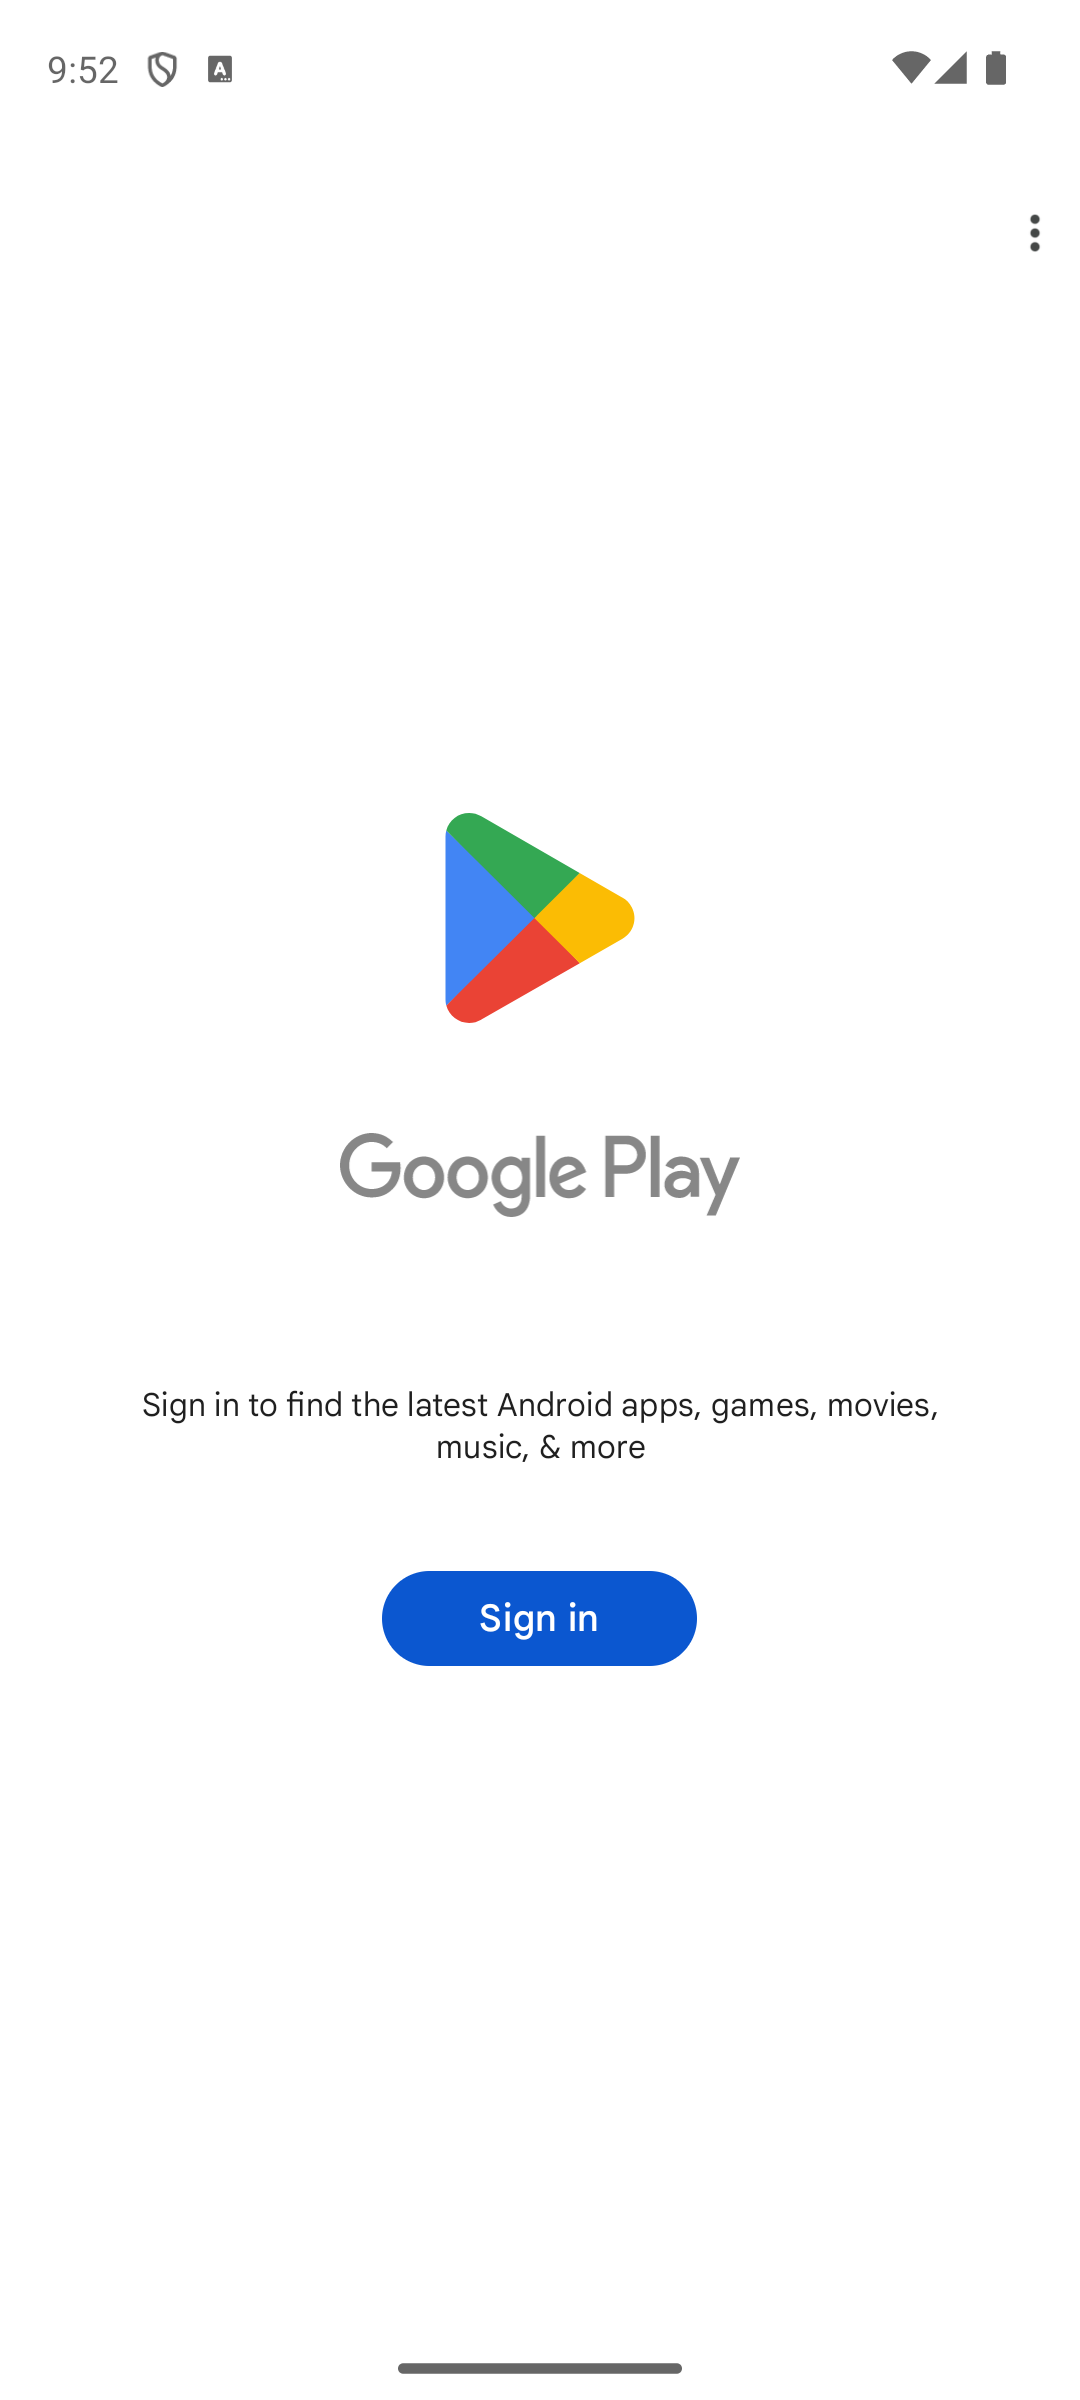 9:52
Google Play
Sign in to find the latest Android apps, games, movies,
music, & more
Sign in